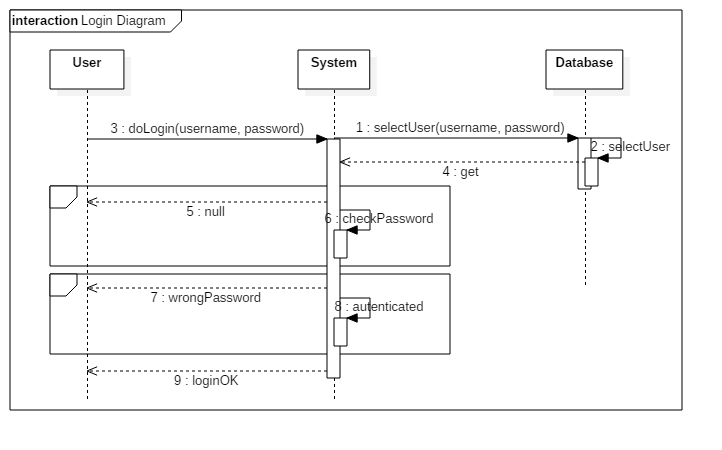 interaction Login Diagram
User
System
Database
3 : doLogin(username, password)
1 : selectUser(username, password)
2 : selectUser
4 : get
5 : null
6 : checkPassword
7 : wrongPassword
8 : autenticated
9 : loginOK